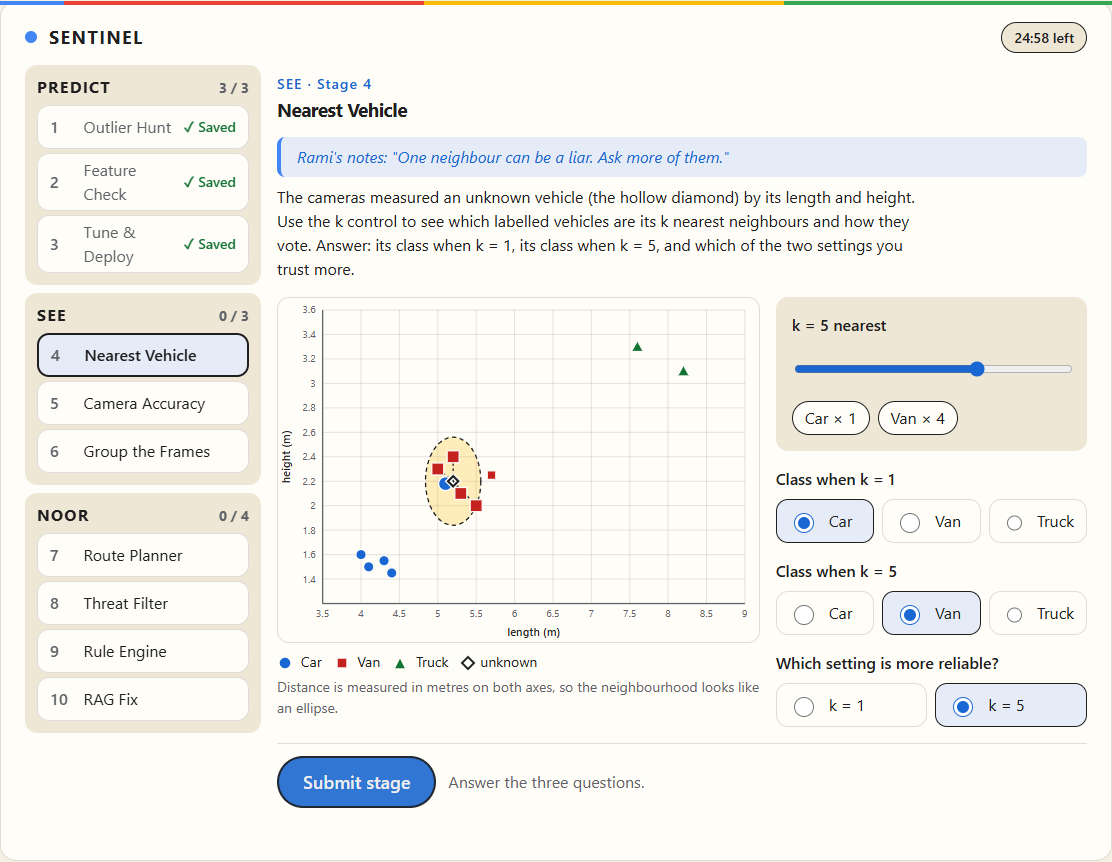 SENTINEL
24:58 left
PREDICT 3 / 3
1 Outlier Hunt ✓ Saved
2 Feature Check ✓ Saved
3 Tune & Deploy ✓ Saved
SEE 0 / 3
4 Nearest Vehicle
5 Camera Accuracy
6 Group the Frames
NOOR 0 / 4
7 Route Planner
8 Threat Filter
9 Rule Engine
10 RAG Fix
SEE · Stage 4
Nearest Vehicle
Rami's notes: "One neighbour can be a liar. Ask more of them."
The cameras measured an unknown vehicle (the hollow diamond) by its length and height.
Use the k control to see which labelled vehicles are its k nearest neighbours and how they
vote. Answer: its class when k = 1, its class when k = 5, and which of the two settings you
trust more.
3.6
3.4
3.2
3
2.8
2.6
2.4
2.2
2
1.8
1.6
1.4
height (m)
3.5 4 4.5 5 5.5 6 6.5 7 7.5 8 8.5 9
length (m)
Car Van Truck unknown
Distance is measured in metres on both axes, so the neighbourhood looks like
an ellipse.
k = 5 nearest
Car × 1 Van × 4
Class when k = 1
Car Van Truck
Class when k = 5
Car Van Truck
Which setting is more reliable?
k = 1 k = 5
Submit stage Answer the three questions.